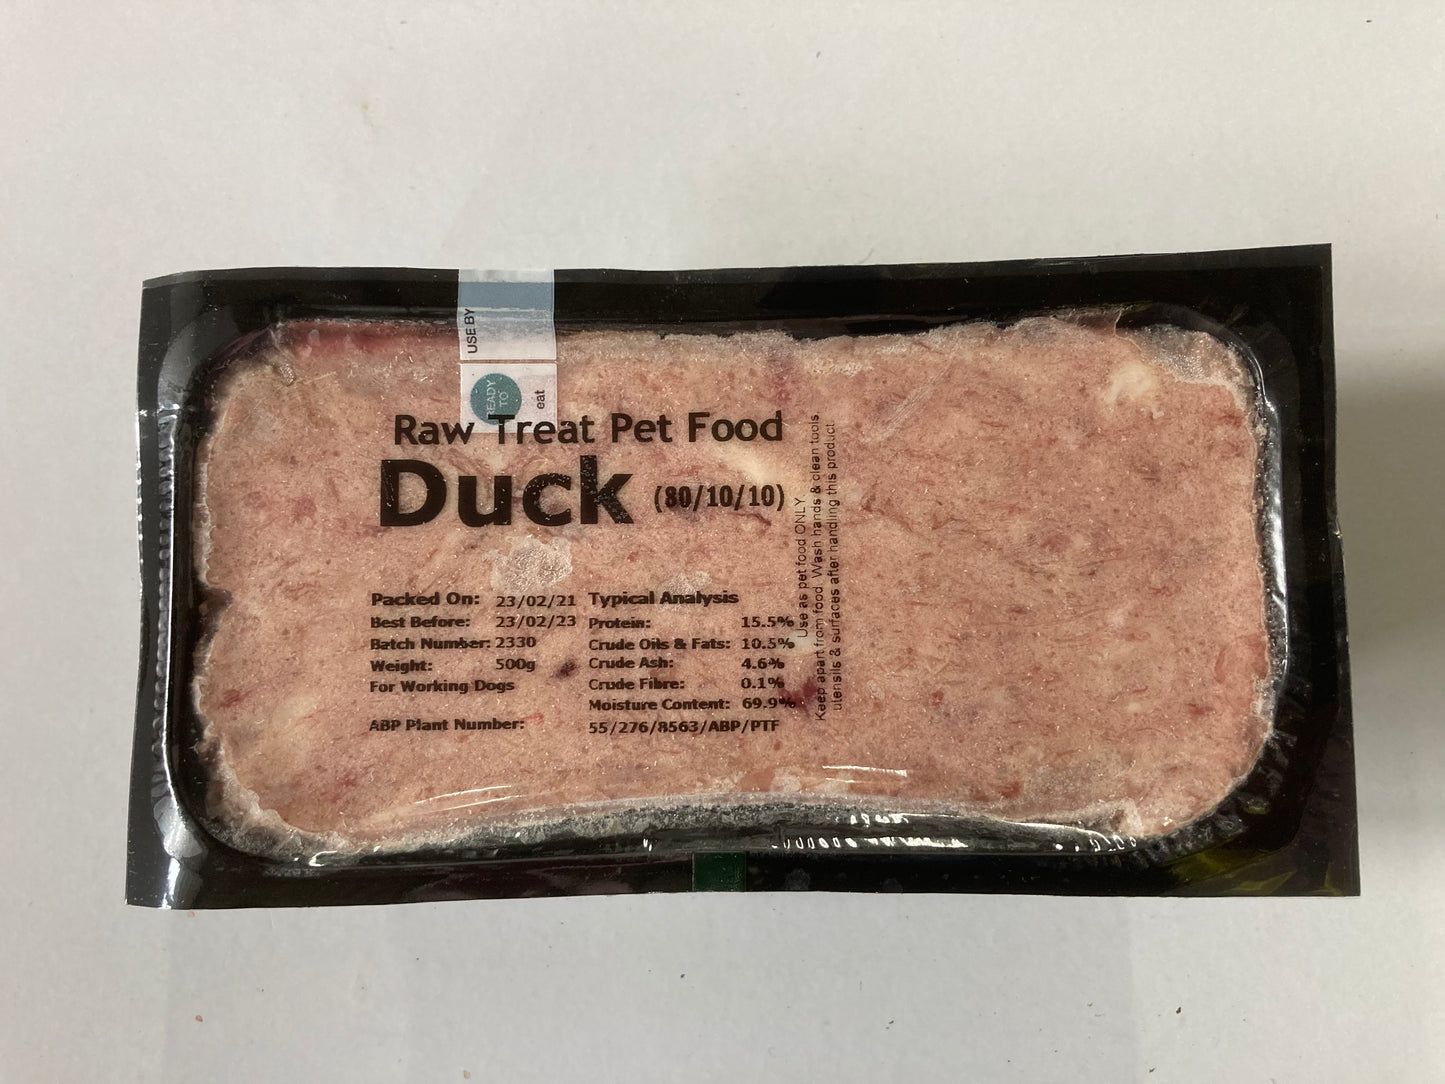 USE BY
READY
TO
eat
Raw Treat Pet Food
Duck (80/10/10)
Packed On: 23/02/21
Best Before: 23/02/23
Batch Number: 2330
Weight: 500g
For Working Dogs
ABP Plant Number: 55/276/8563/ABP/PTF
Typical Analysis
Protein: 15.5%
Crude Oils & Fats: 10.5%
Crude Ash: 4.6%
Crude Fibre: 0.1%
Moisture Content: 69.9%
Use as pet food ONLY
Keep apart from food. Wash hands & clean tools,
utensils & surfaces after handling this product.